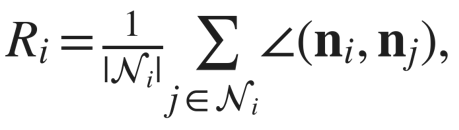 $R_i = \frac{1}{|\mathcal{N}_i|} \sum_{j \in \mathcal{N}_i} \angle(\mathbf{n}_i, \mathbf{n}_j),$